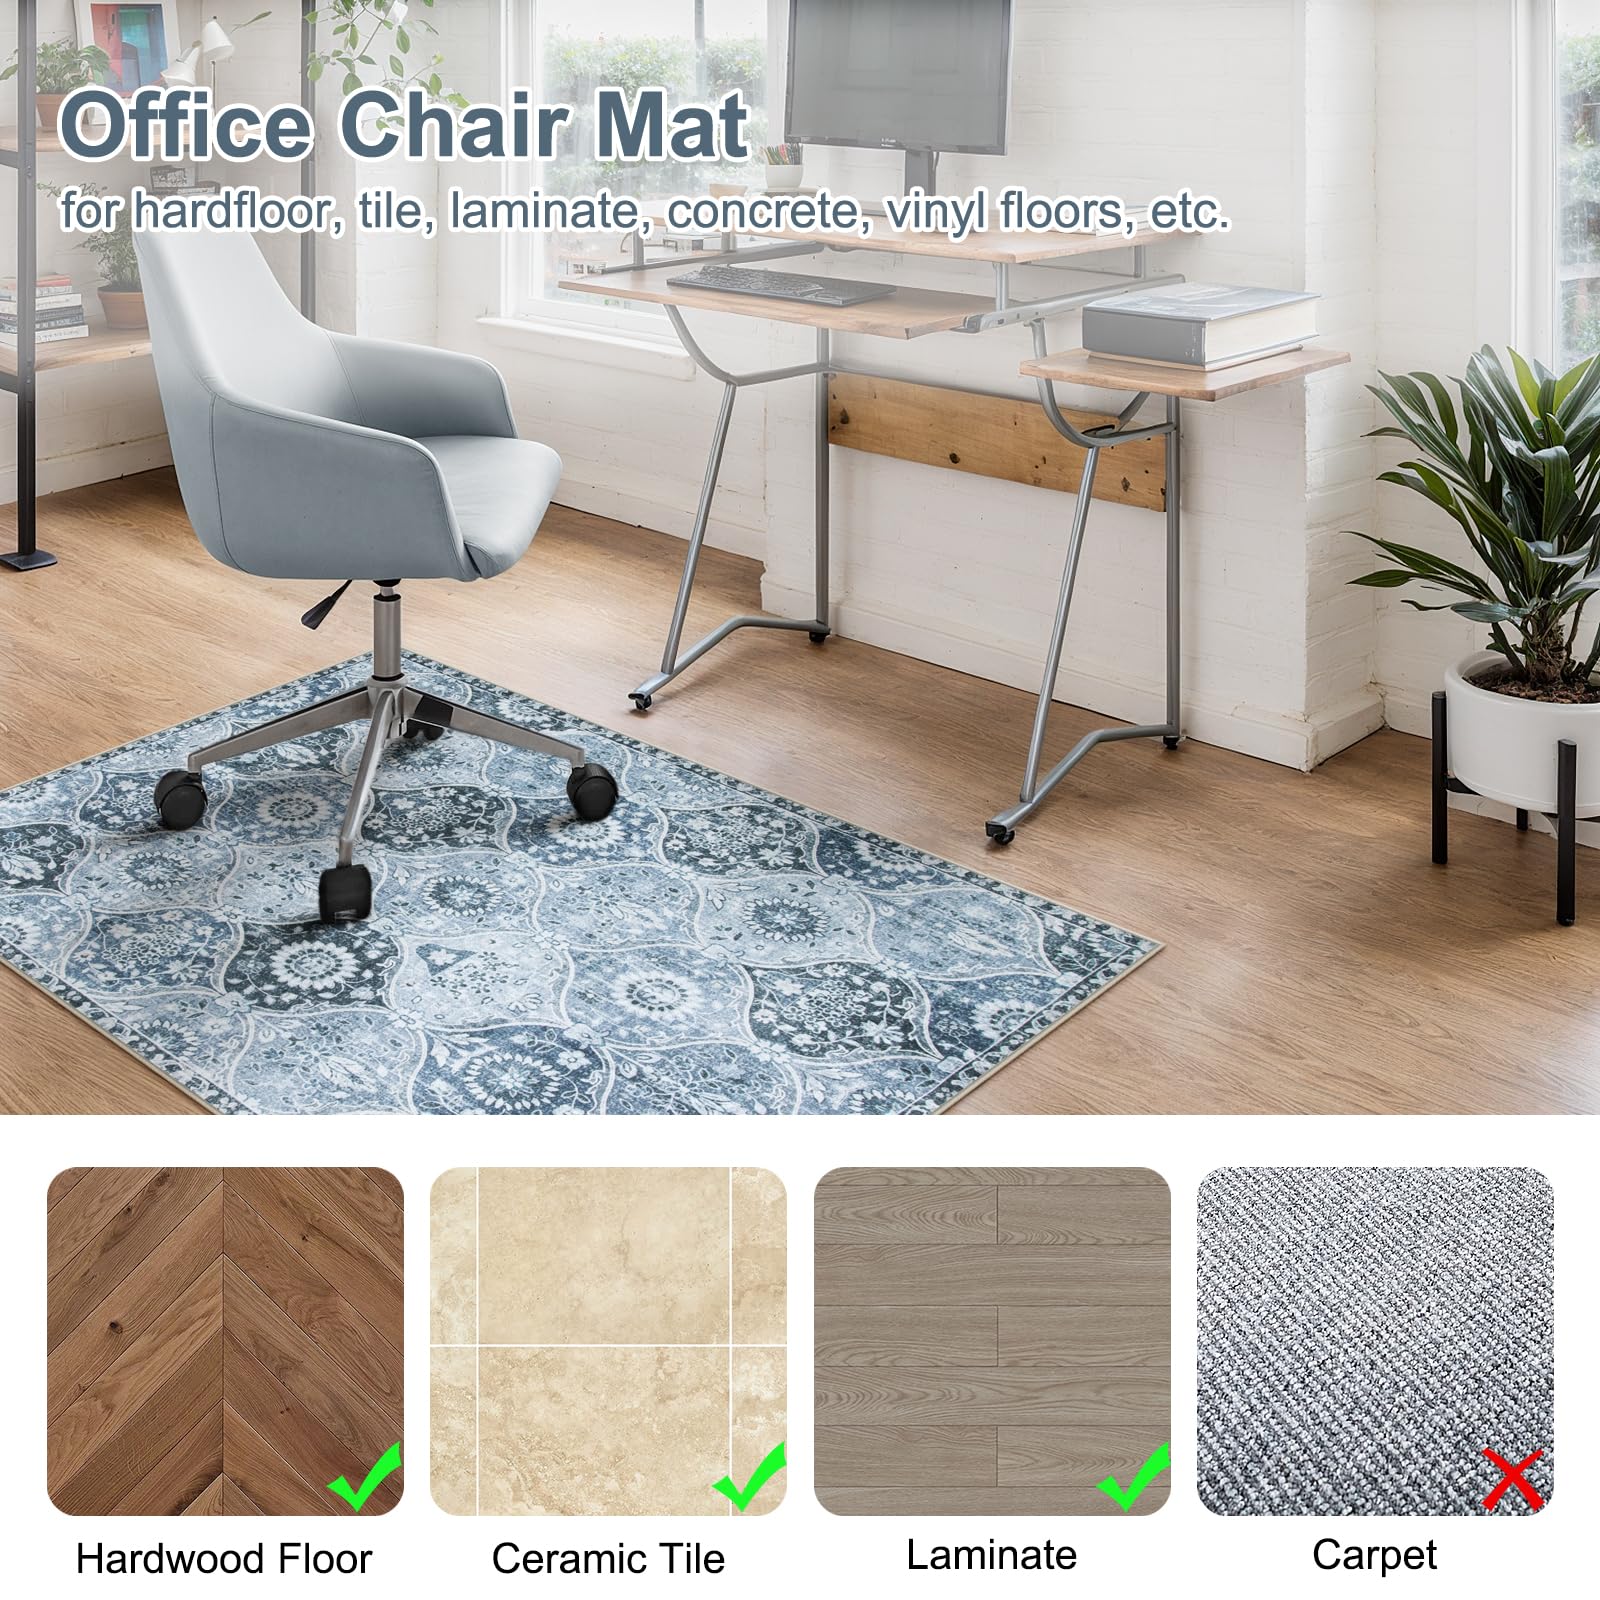 Office Chair Mat
for hardfloor, tile, laminate, concrete, vinyl floors, etc.
Hardwood Floor
Ceramic Tile
Laminate
Carpet